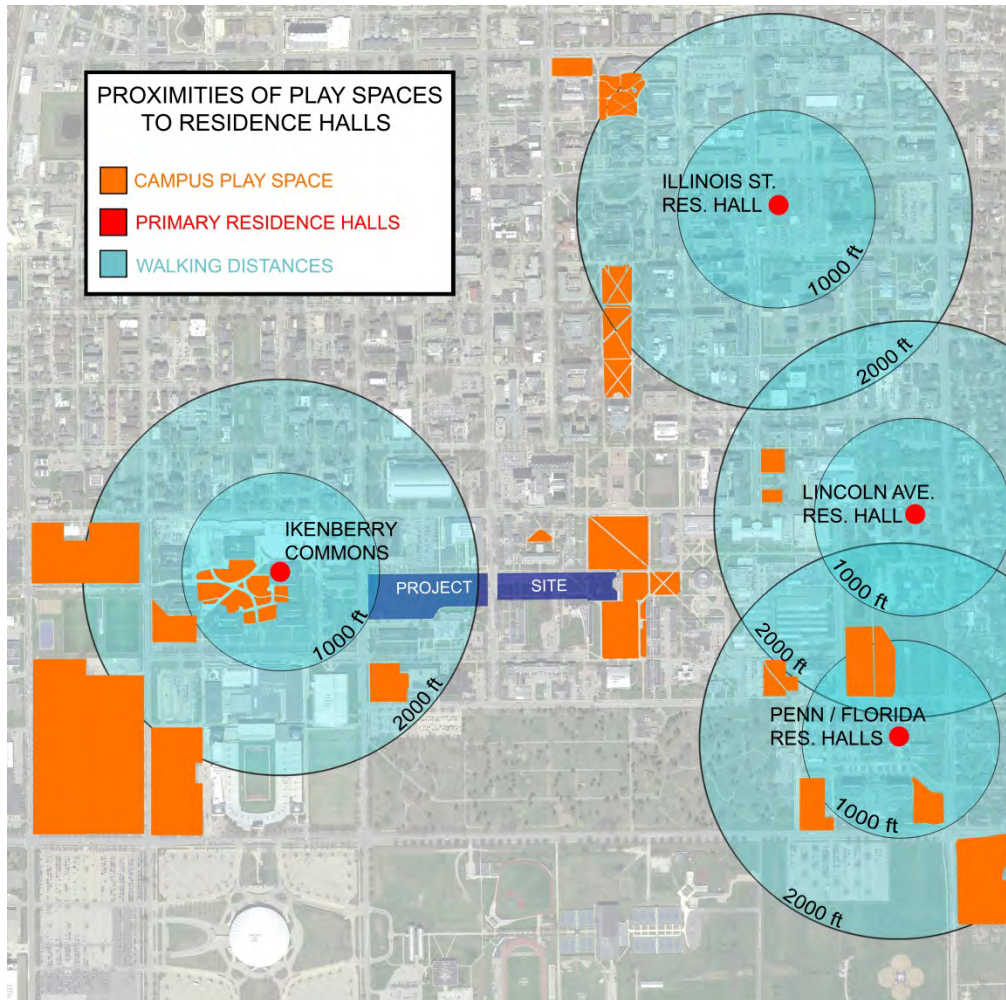 PROXIMITIES OF PLAY SPACES
TO RESIDENCE HALLS
CAMPUS PLAY SPACE
PRIMARY RESIDENCE HALLS
WALKING DISTANCES
ILLINOIS ST.
RES. HALL
1000 ft
2000 ft
LINCOLN AVE.
RES. HALL
1000 ft
2000 ft
IKENBERRY
COMMONS
1000 ft
2000 ft
PROJECT SITE
PENN / FLORIDA
RES. HALLS
1000 ft
2000 ft